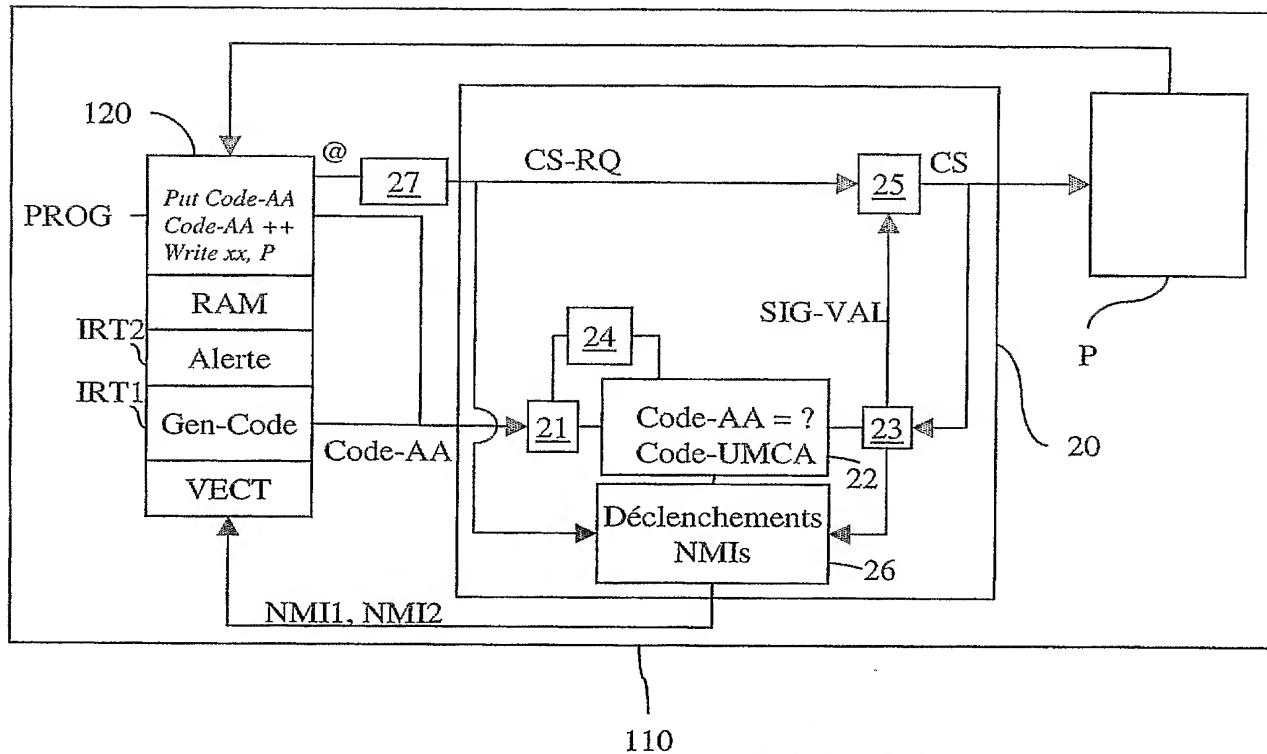 120
@
27
CS-RQ
25
CS
PROG
Put Code-AA
Code-AA ++
Write xx, P
RAM
IRT2
Alerte
IRT1
Gen-Code
VECT
Code-AA
24
SIG-VAL
21
Code-AA = ?
Code-UMCA
22
23
P
20
Déclenchements
NMIs
26
NMI1, NMI2
110